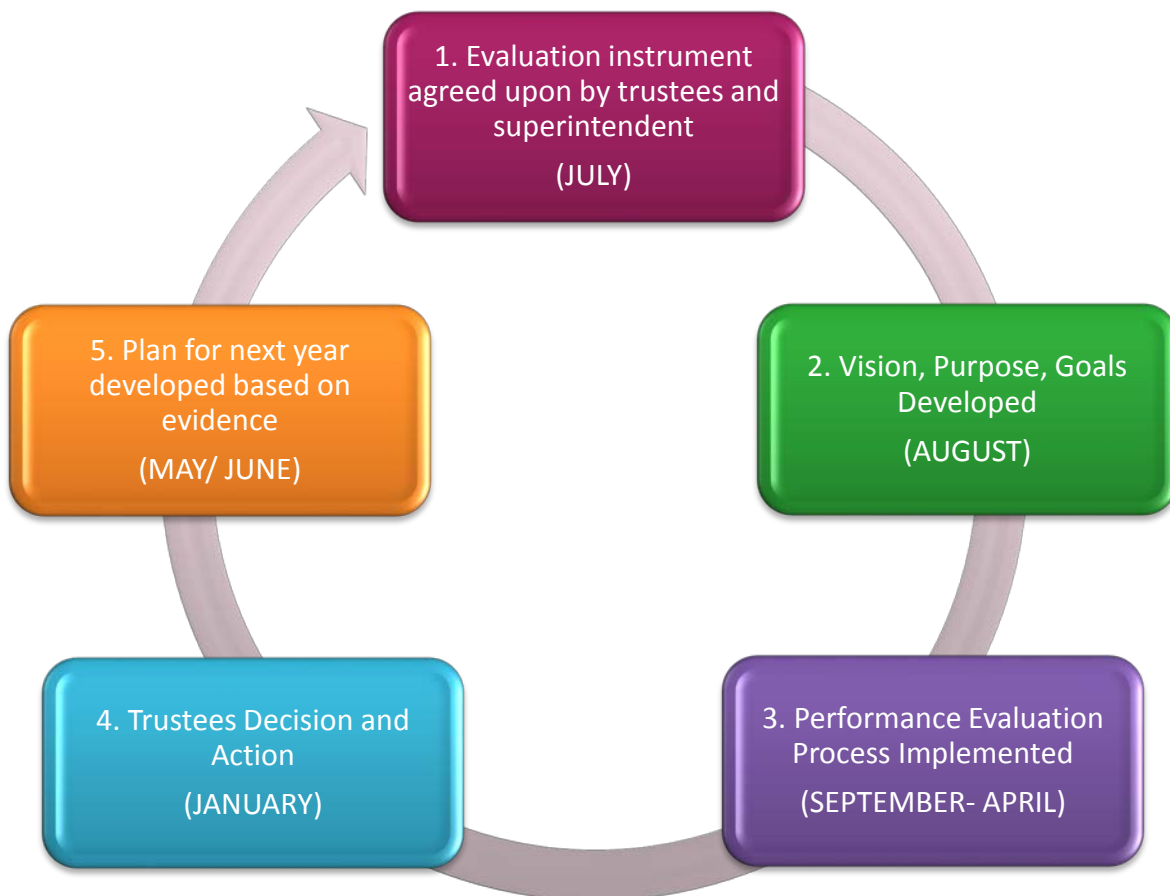 1. Evaluation instrument
agreed upon by trustees and
superintendent
(JULY)
2. Vision, Purpose, Goals
Developed
(AUGUST)
3. Performance Evaluation
Process Implemented
(SEPTEMBER- APRIL)
4. Trustees Decision and
Action
(JANUARY)
5. Plan for next year
developed based on
evidence
(MAY/ JUNE)